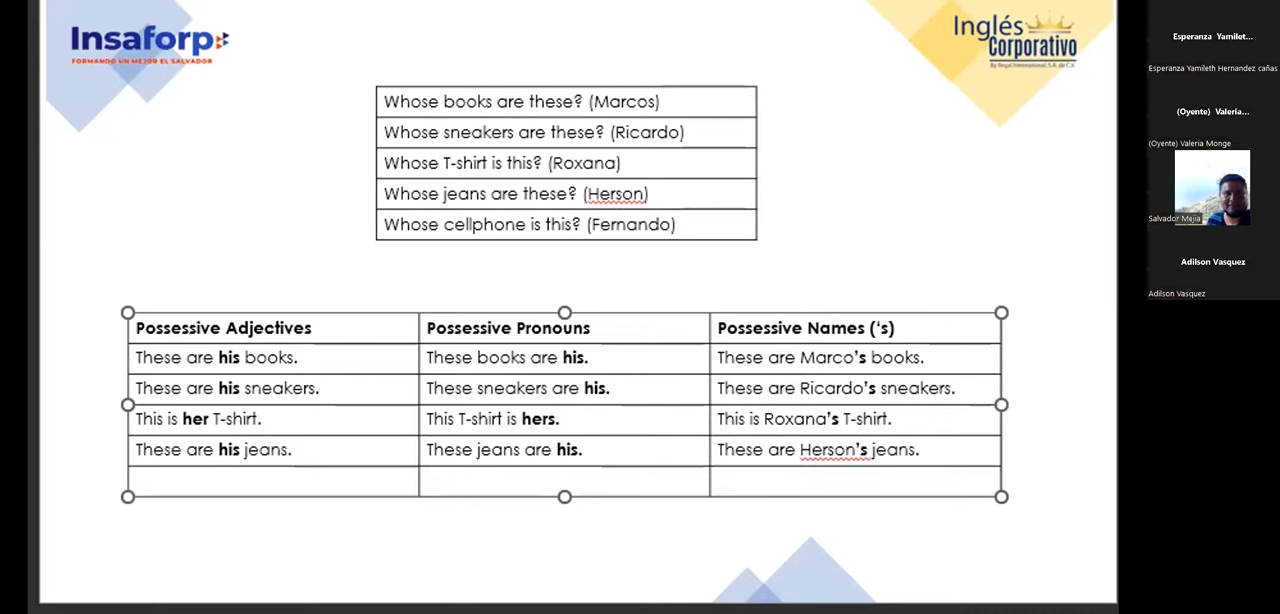 Insaforp
FORMANDO UN MEJOR EL SALVADOR
Inglés
Corporativo
Whose books are these? (Marcos)
Whose sneakers are these? (Ricardo)
Whose T-shirt is this? (Roxana)
Whose jeans are these? (Herson)
Whose cellphone is this? (Fernando)
Possessive Adjectives Possessive Pronouns Possessive Names (‘s)
These are his books. These books are his. These are Marco’s books.
These are his sneakers. These sneakers are his. These are Ricardo’s sneakers.
This is her T-shirt. This T-shirt is hers. This is Roxana’s T-shirt.
These are his jeans. These jeans are his. These are Herson’s jeans.
Esperanza Yamilet...
Esperanza Yamileth Hernandez cañas
(Oyente) Valeria...
(Oyente) Valeria Monge
Salvador Mejia
Adilson Vasquez
Adilson Vasquez